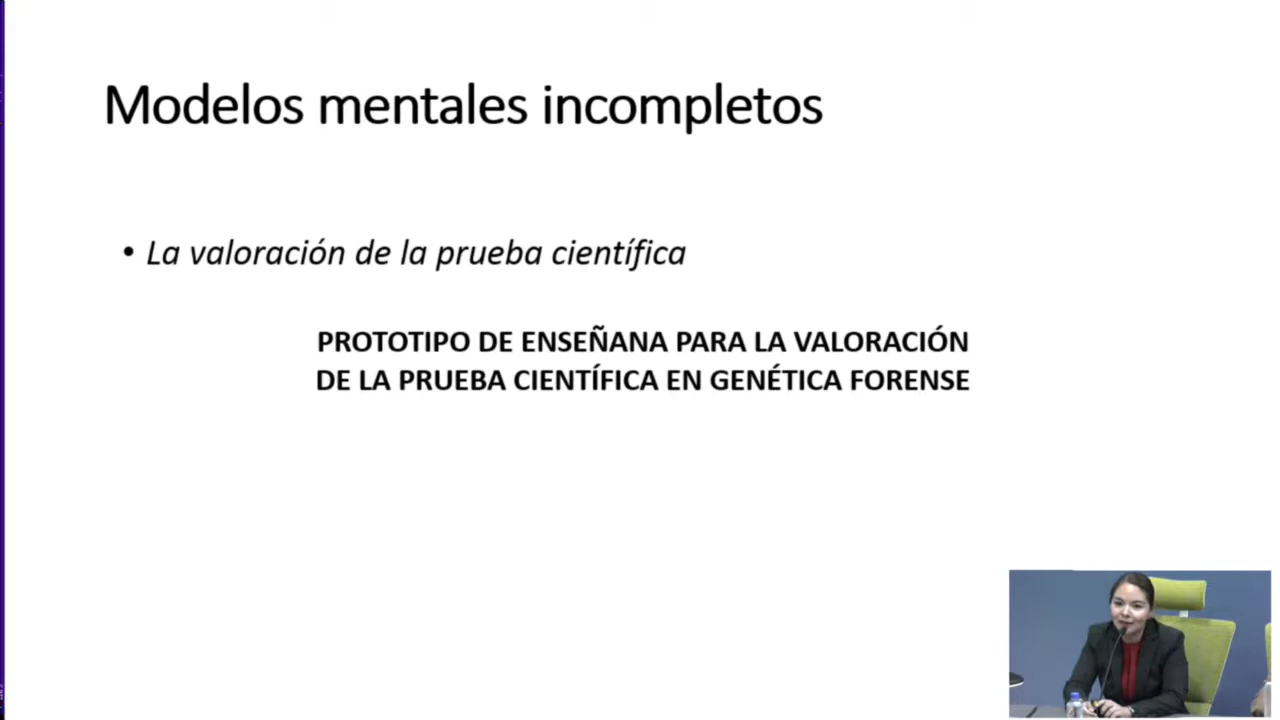 Modelos mentales incompletos
• La valoración de la prueba científica
PROTOTIPO DE ENSEÑANA PARA LA VALORACIÓN
DE LA PRUEBA CIENTÍFICA EN GENÉTICA FORENSE